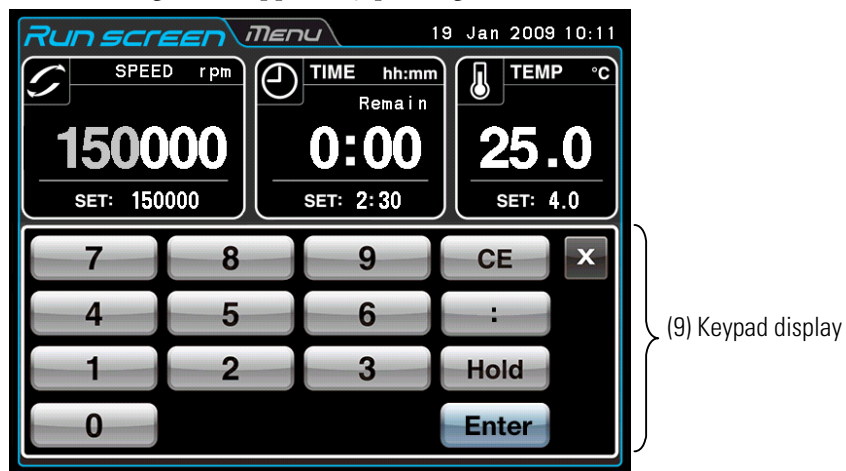 Run screen Menu 19 Jan 2009 10:11
SPEED rpm TIME hh:mm TEMP °C
Remain
150000 0:00 25.0
SET: 150000 SET: 2:30 SET: 4.0
7 8 9 CE X
4 5 6 :
1 2 3 Hold
0 Enter
(9) Keypad display